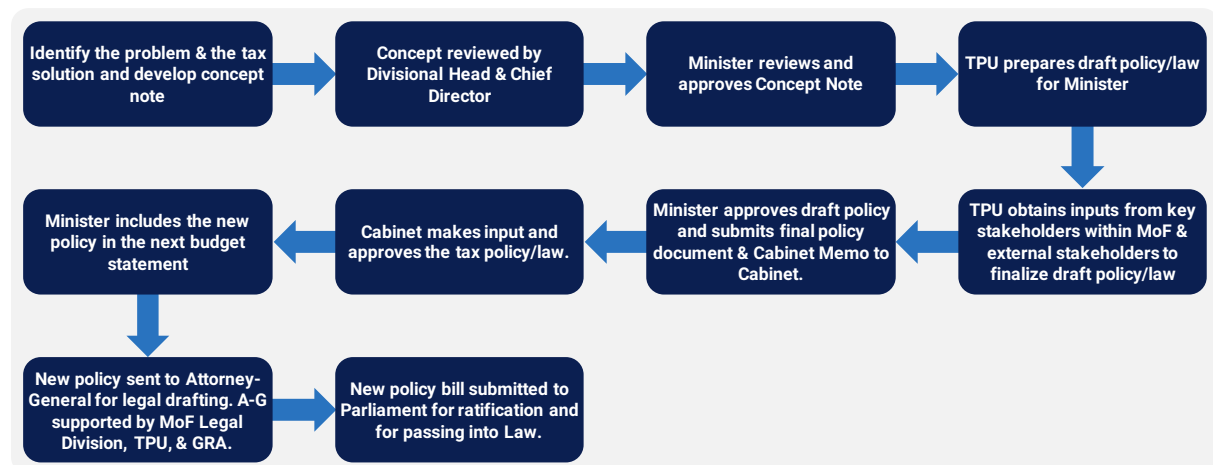 Identify the problem & the tax
solution and develop concept
note
Concept reviewed by
Divisional Head & Chief
Director
Minister reviews and
approves Concept Note
TPU prepares draft policy/law
for Minister
TPU obtains inputs from key
stakeholders within MoF &
external stakeholders to
finalize draft policy/law
Minister approves draft policy
and submits final policy
document & Cabinet Memo to
Cabinet.
Cabinet makes input and
approves the tax policy/law.
Minister includes the new
policy in the next budget
statement
New policy sent to Attorney-
General for legal drafting. A-G
supported by MoF Legal
Division, TPU, & GRA.
New policy bill submitted to
Parliament for ratification and
for passing into Law.